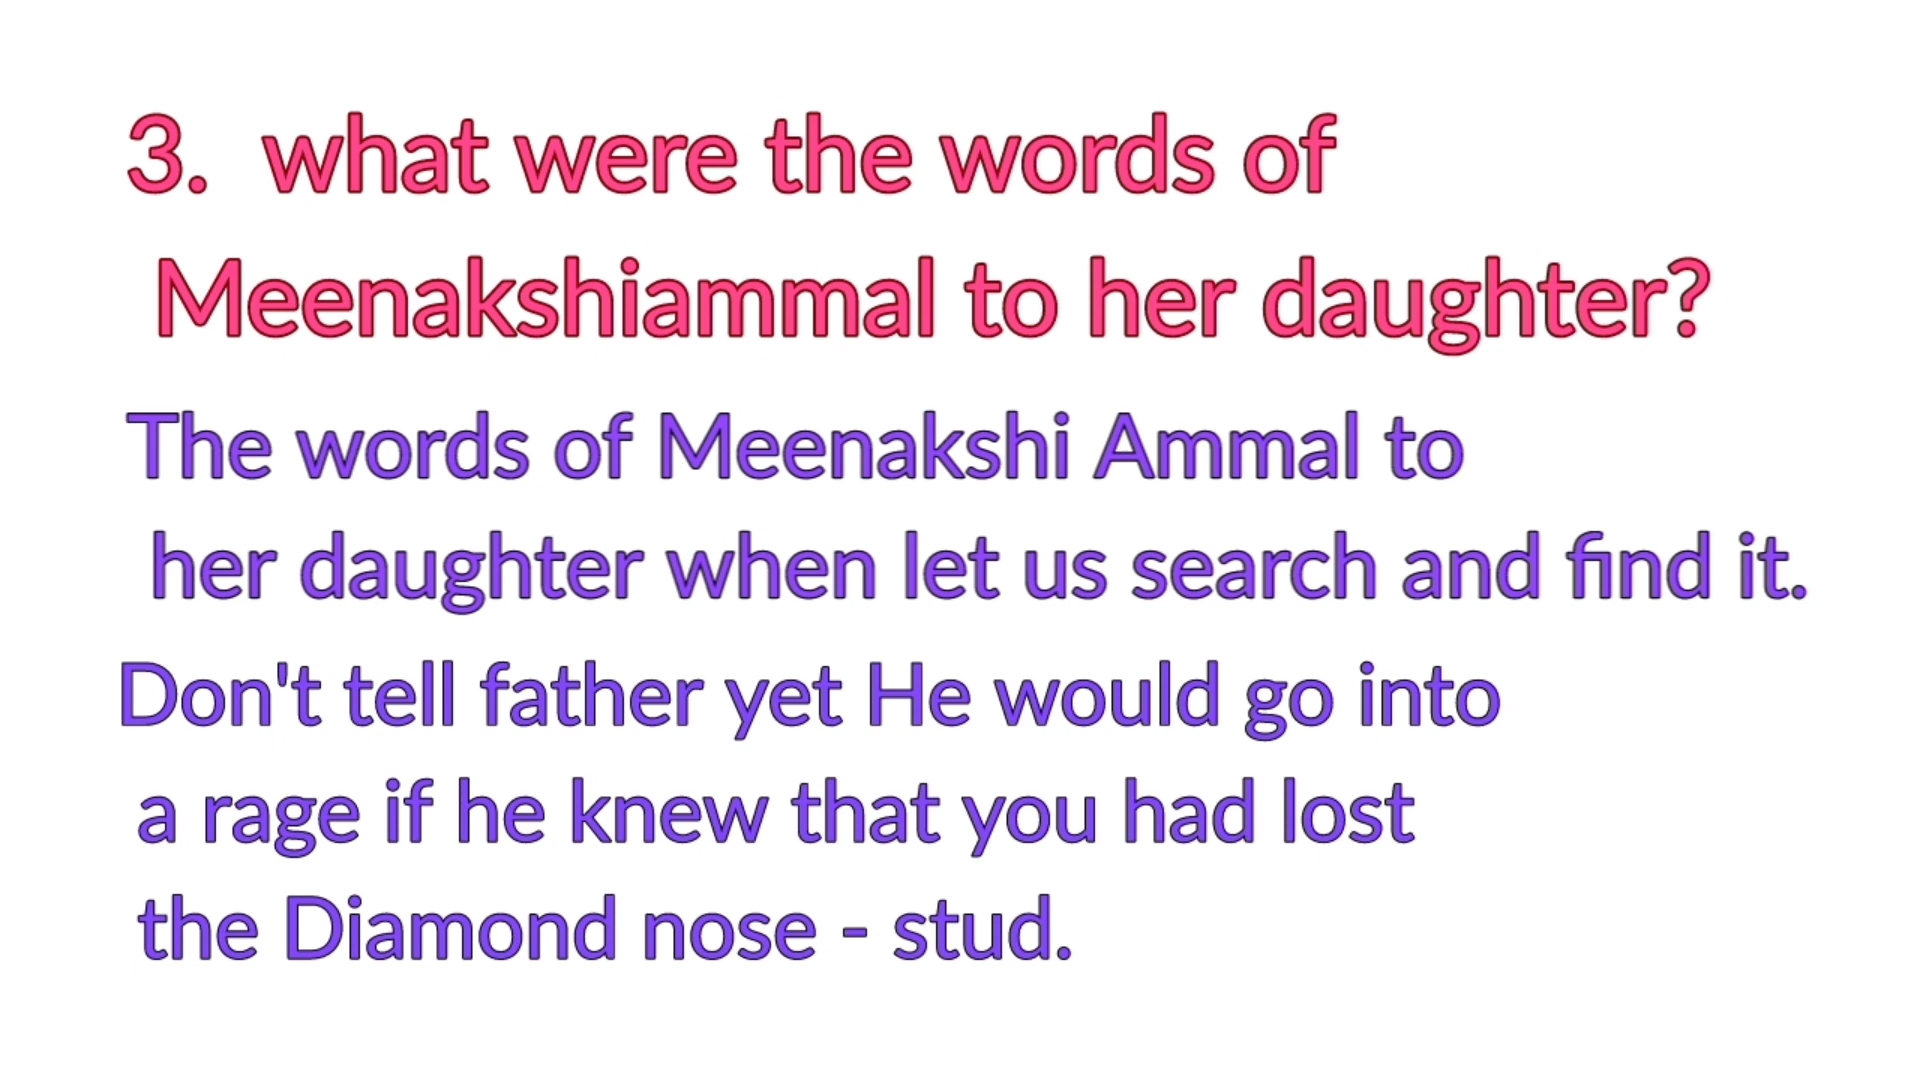 3. what were the words of
Meenakshiammal to her daughter?
The words of Meenakshi Ammal to
her daughter when let us search and find it.
Don't tell father yet He would go into
a rage if he knew that you had lost
the Diamond nose - stud.